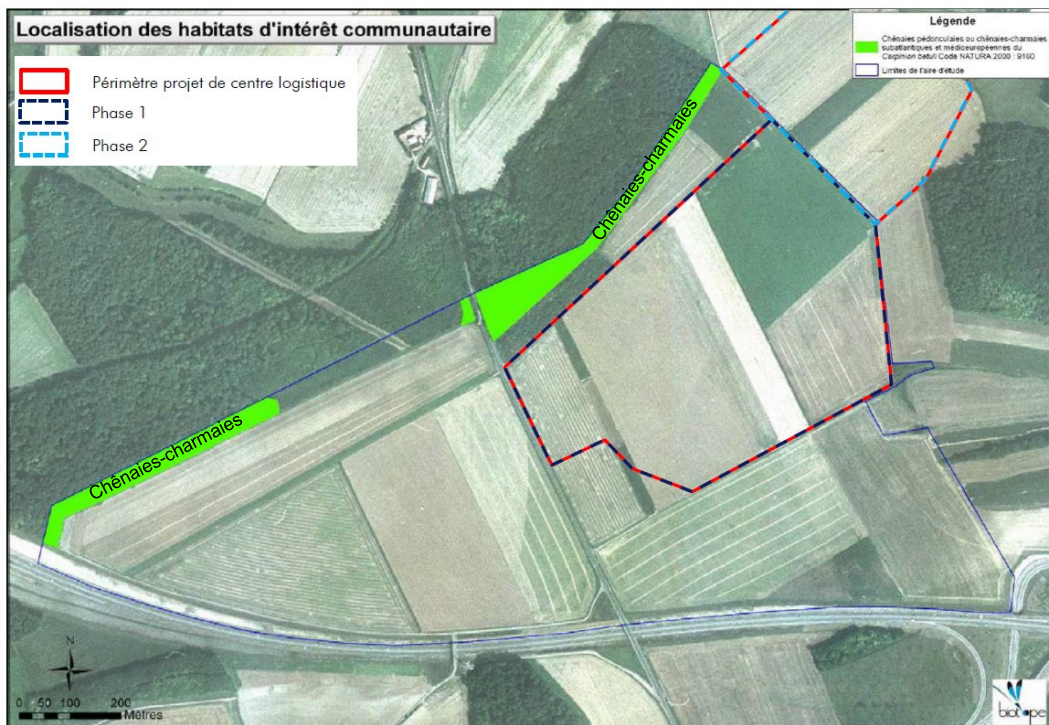 Localisation des habitats d'intérêt communautaire
Périmètre projet de centre logistique
Phase 1
Phase 2
Légende
Chênaies pédonculaies ou chênaies-charmaies
subatlantiques et médioeuropéennes du
Carpinion betuli Code NATURA 2000 : 9160
Limites de l'aire d'étude
Chênaies-charmaies
Chênaies-charmaies
N
0 50 100 200
Mètres
biotope